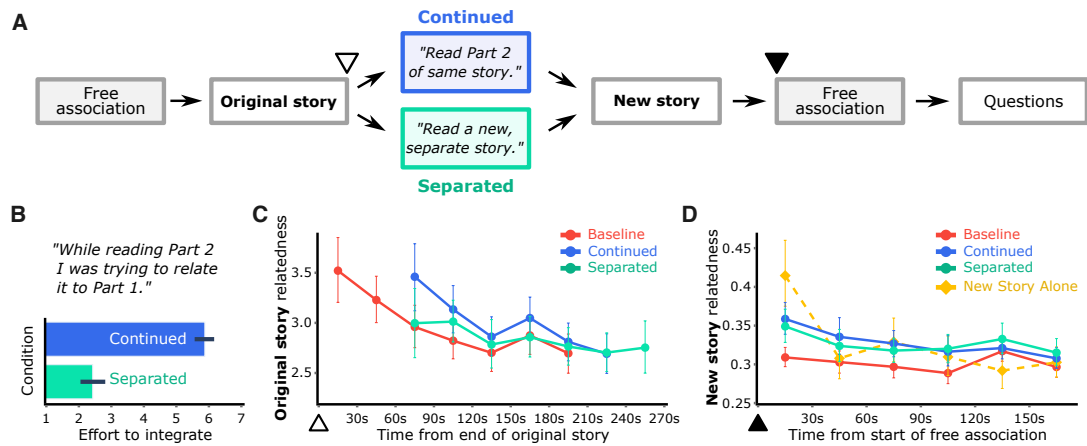 A
Free
association
Original story
Continued
"Read Part 2
of same story."
"Read a new,
separate story."
Separated
New story
Free
association
Questions
B
"While reading Part 2
I was trying to relate
it to Part 1."
Condition
Continued
Separated
1 2 3 4 5 6 7
Effort to integrate
C
Original story relatedness
3.5
3.0
2.5
Baseline
Continued
Separated
30s 60s 90s 120s 150s 180s 210s 240s 270s
Time from end of original story
D
New story relatedness
0.45
0.4
0.35
0.3
0.25
Baseline
Continued
Separated
New Story Alone
30s 60s 90s 120s 150s
Time from start of free association